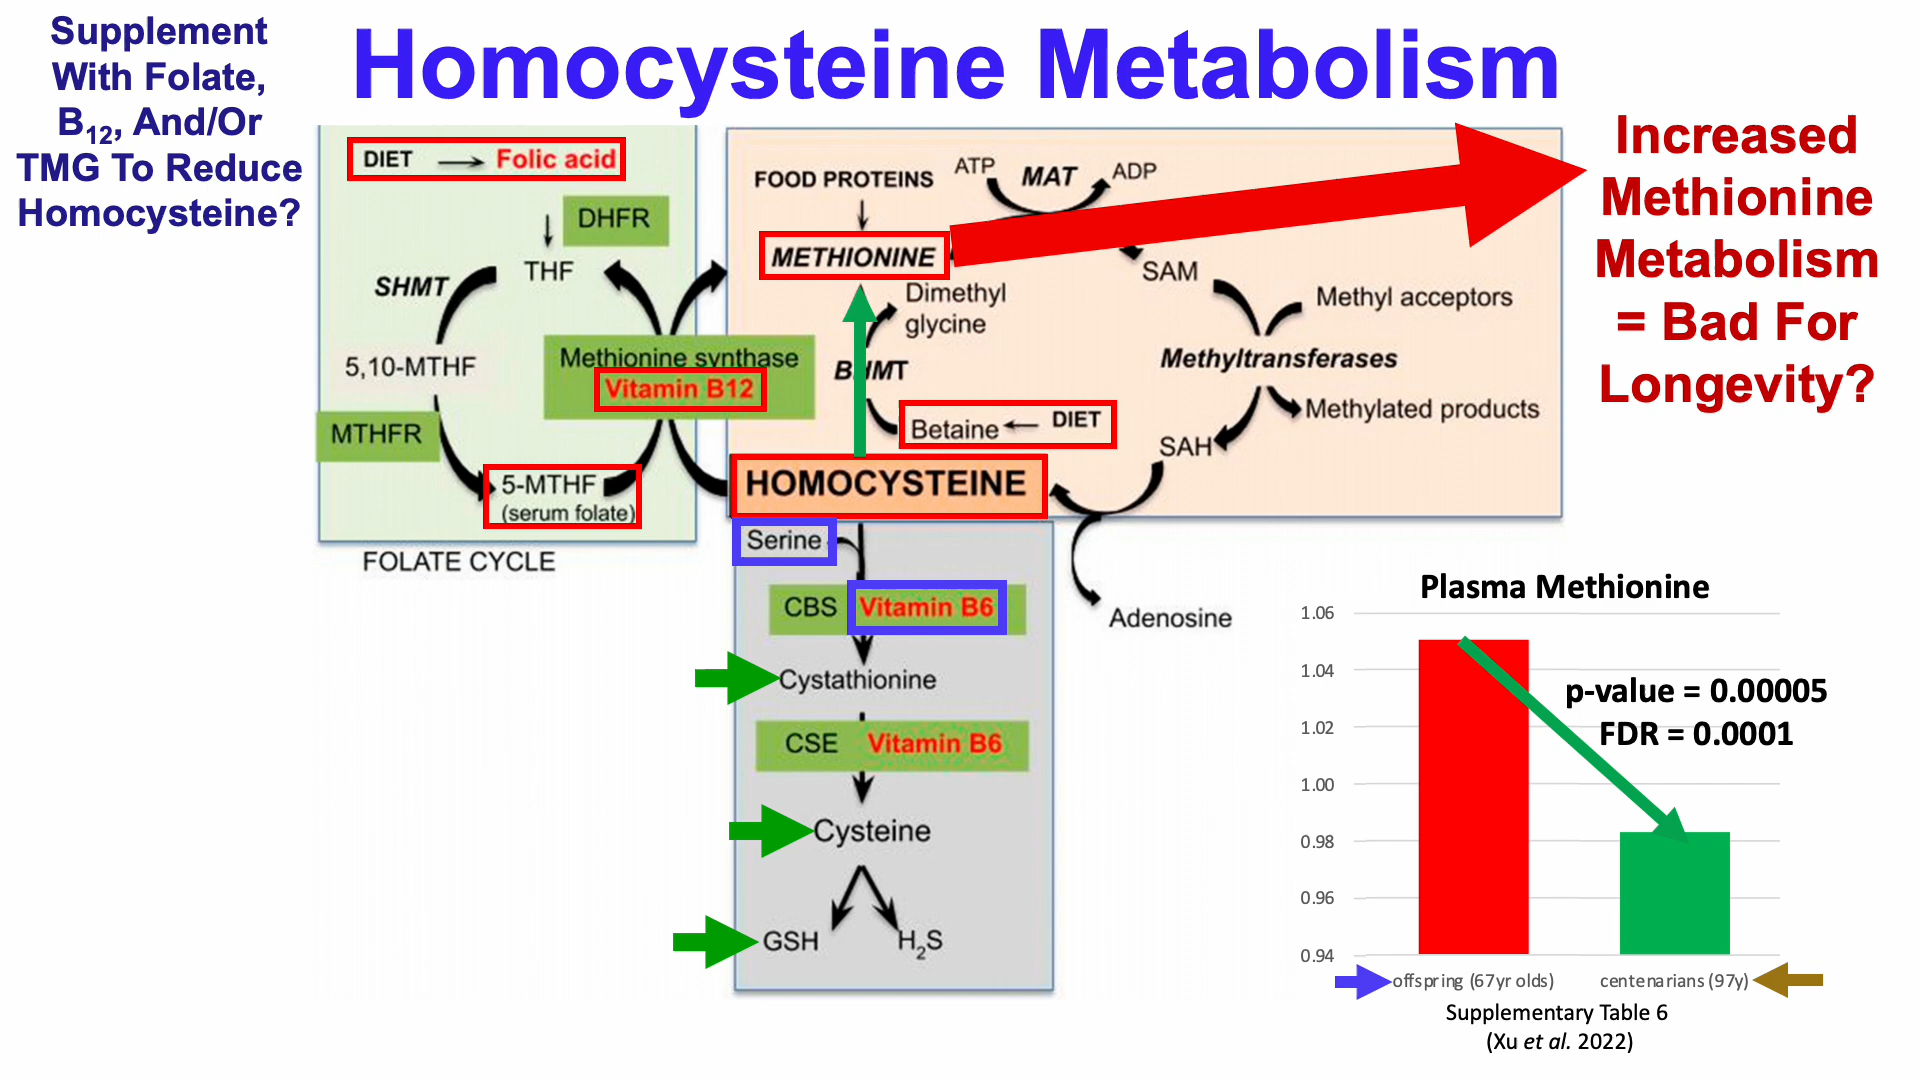 Supplement
With Folate,
B12, And/Or
TMG To Reduce
Homocysteine?
Homocysteine Metabolism
Increased
Methionine
Metabolism
= Bad For
Longevity?
DIET → Folic acid
DHFR
THF
SHMT
5,10-MTHF
MTHFR
5-MTHF
(serum folate)
FOLATE CYCLE
Methionine synthase
Vitamin B12
FOOD PROTEINS
ATP MAT ADP
METHIONINE
SAM
Dimethyl
glycine
Methyl acceptors
BHMT
Methyltransferases
Betaine ← DIET
Methylated products
SAH
HOMOCYSTEINE
Adenosine
Serine
CBS Vitamin B6
Cystathionine
CSE Vitamin B6
Cysteine
GSH H2S
Plasma Methionine
1.06
1.04
1.02
1.00
0.98
0.96
0.94
p-value = 0.00005
FDR = 0.0001
offspring (67yr olds) centenarians (97y)
Supplementary Table 6
(Xu et al. 2022)